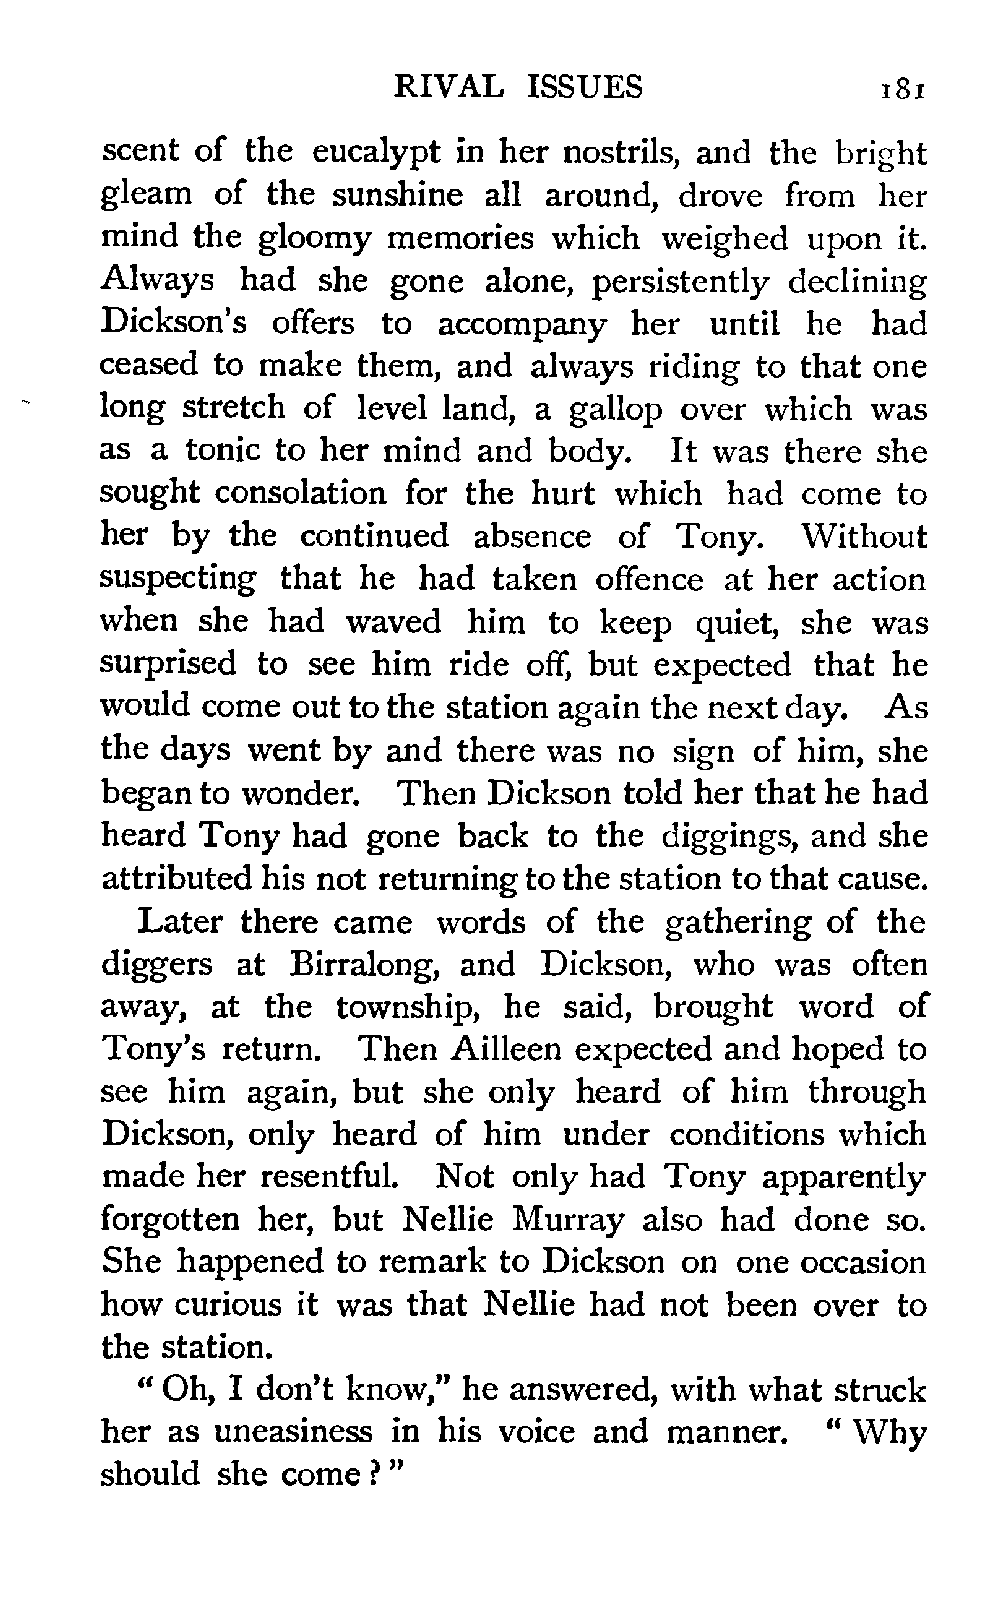 RIVAL ISSUES 181
scent of the eucalypt in her nostrils, and the bright
gleam of the sunshine all around, drove from her
mind the gloomy memories which weighed upon it.
Always had she gone alone, persistently declining
Dickson's offers to accompany her until he had
ceased to make them, and always riding to that one
long stretch of level land, a gallop over which was
as a tonic to her mind and body. It was there she
sought consolation for the hurt which had come to
her by the continued absence of Tony. Without
suspecting that he had taken offence at her action
when she had waved him to keep quiet, she was
surprised to see him ride off, but expected that he
would come out to the station again the next day. As
the days went by and there was no sign of him, she
began to wonder. Then Dickson told her that he had
heard Tony had gone back to the diggings, and she
attributed his not returning to the station to that cause.
Later there came words of the gathering of the
diggers at Birralong, and Dickson, who was often
away, at the township, he said, brought word of
Tony's return. Then Ailleen expected and hoped to
see him again, but she only heard of him through
Dickson, only heard of him under conditions which
made her resentful. Not only had Tony apparently
forgotten her, but Nellie Murray also had done so.
She happened to remark to Dickson on one occasion
how curious it was that Nellie had not been over to
the station.
" Oh, I don't know," he answered, with what struck
her as uneasiness in his voice and manner. " Why
should she come ? "